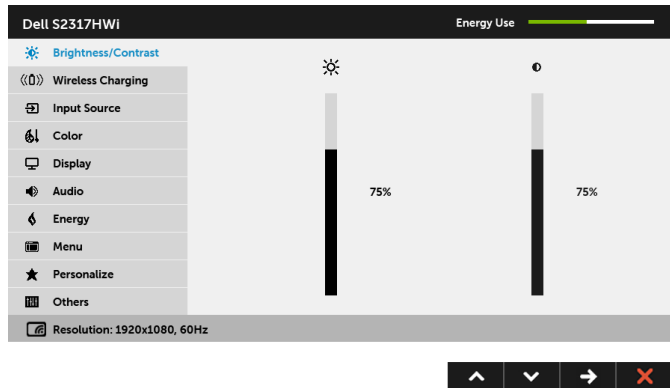 Dell S2317HWi
Energy Use
Brightness/Contrast
Wireless Charging
Input Source
Color
Display
Audio
75%
75%
Energy
Menu
Personalize
Others
Resolution: 1920x1080, 60Hz